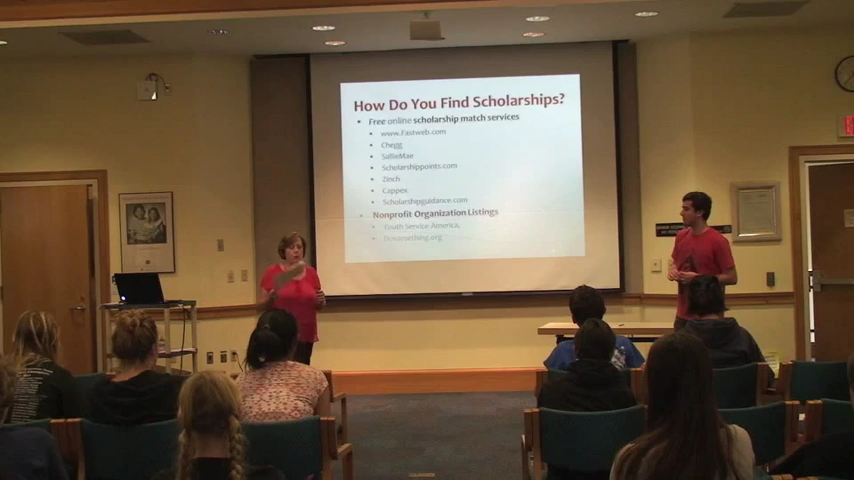 How Do You Find Scholarships?
▪ Free online scholarship match services
▪ www.Fastweb.com
▪ Chegg
▪ SallieMae
▪ Scholarshippoints.com
▪ Zinch
▪ Cappex
▪ Scholarshipguidance.com
▪ Nonprofit Organization Listings
▪ Youth Service America
▪ Dosomething.org